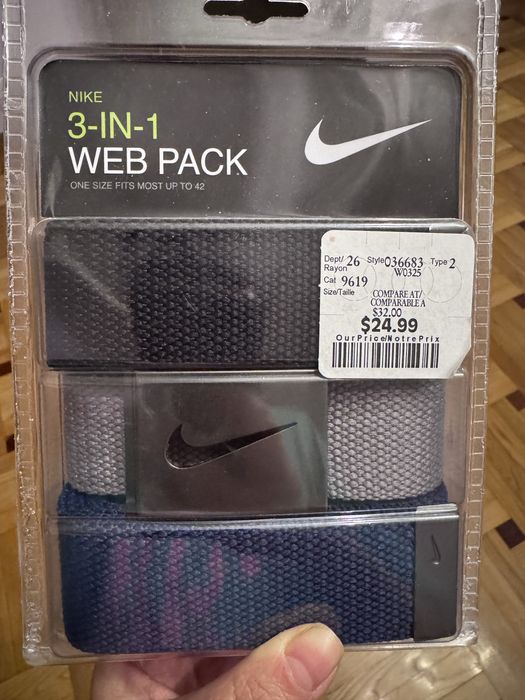 NIKE
3-IN-1
WEB PACK
ONE SIZE FITS MOST UP TO 42
Dept/ 26 Style 036683 Type 2
Rayon W0325
Cat 9619
Size/Taille COMPARE AT/
COMPARABLE A
$32.00
$24.99
OurPrice/NotrePrix